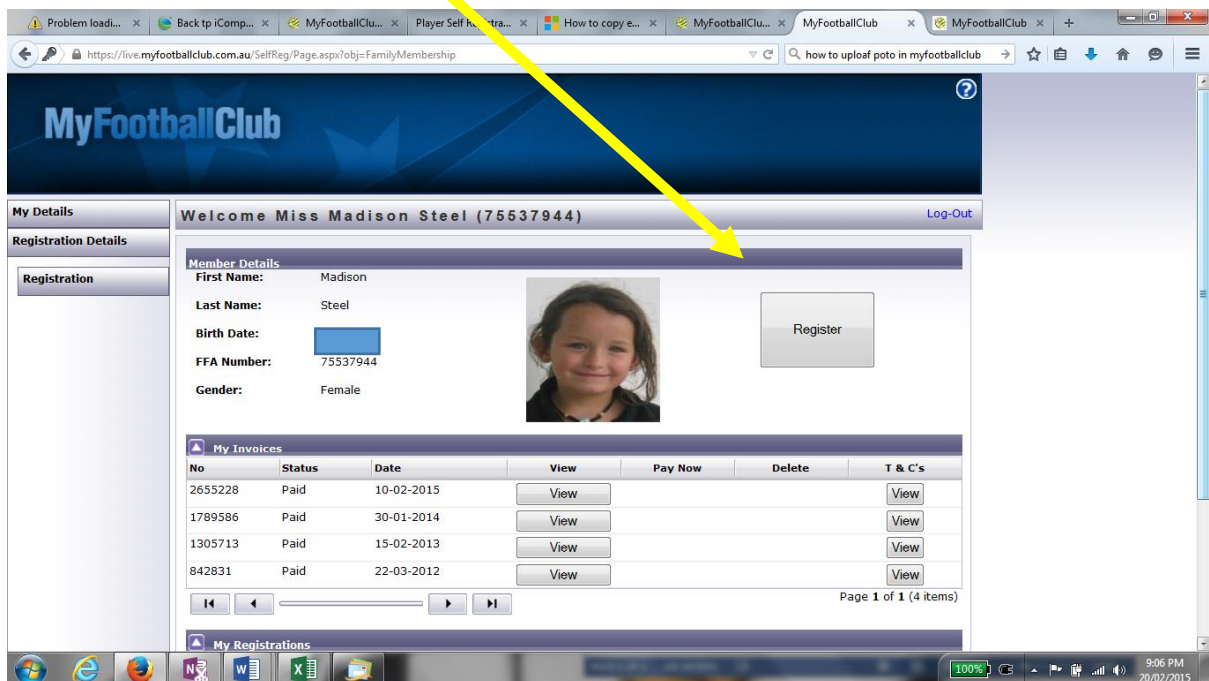 Problem loadi... Back tp iComp... MyFootballClu... Player Self Registra... How to copy e... MyFootballClu... MyFootballClub MyFootballClub
https://live.myfootballclub.com.au/SelfReg/Page.aspx?obj=FamilyMembership how to uploaf poto in myfootballclub
MyFootballClub
My Details
Welcome Miss Madison Steel (75537944) Log-Out
Registration Details
Registration
Member Details
First Name: Madison
Last Name: Steel
Birth Date:
Register
FFA Number: 75537944
Gender: Female
My Invoices
No Status Date View Pay Now Delete T & C's
2655228 Paid 10-02-2015 View View
1789586 Paid 30-01-2014 View View
1305713 Paid 15-02-2013 View View
842831 Paid 22-03-2012 View View
Page 1 of 1 (4 items)
My Registrations
100% 9:06 PM
20/02/2015